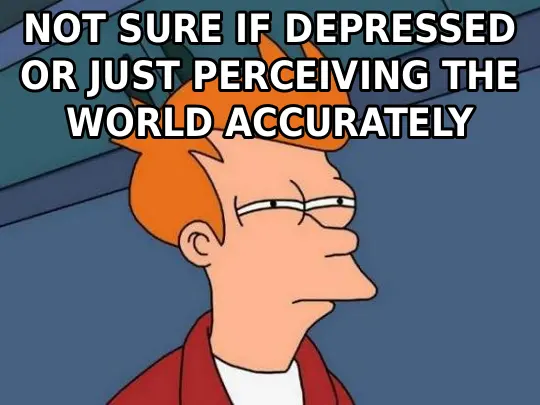 NOT SURE IF DEPRESSED
OR JUST PERCEIVING THE
WORLD ACCURATELY